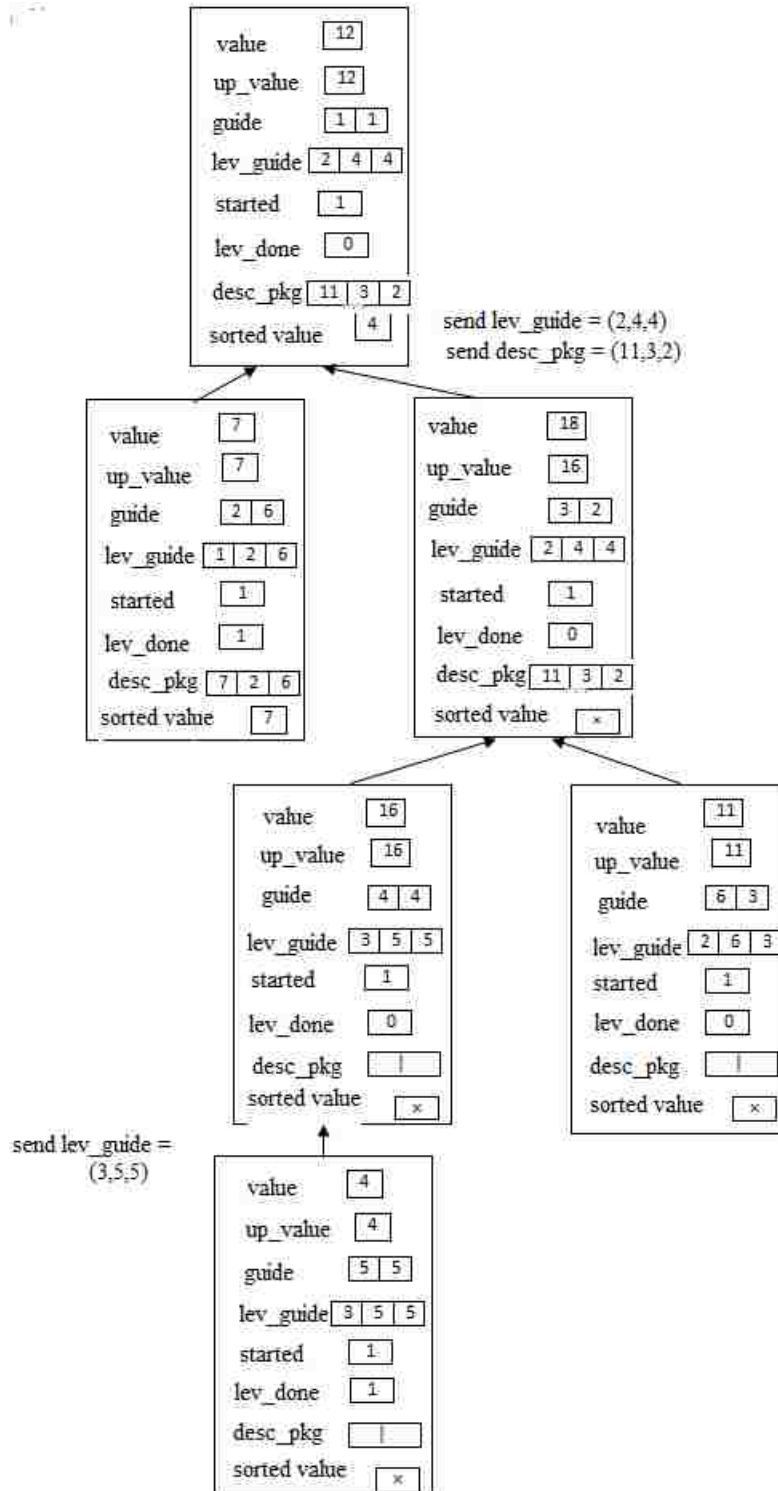 value 12
up_value 12
guide 1 1
lev_guide 2 4 4
started 1
lev_done 0
desc_pkg 11 3 2
sorted value 4
send lev_guide = (2,4,4)
send desc_pkg = (11,3,2)
value 7
up_value 7
guide 2 6
lev_guide 1 2 6
started 1
lev_done 1
desc_pkg 7 2 6
sorted value 7
value 18
up_value 16
guide 3 2
lev_guide 2 4 4
started 1
lev_done 0
desc_pkg 11 3 2
sorted value ×
value 16
up_value 16
guide 4 4
lev_guide 3 5 5
started 1
lev_done 0
desc_pkg |
sorted value ×
value 11
up_value 11
guide 6 3
lev_guide 2 6 3
started 1
lev_done 0
desc_pkg |
sorted value ×
send lev_guide =
(3,5,5)
value 4
up_value 4
guide 5 5
lev_guide 3 5 5
started 1
lev_done 1
desc_pkg |
sorted value ×